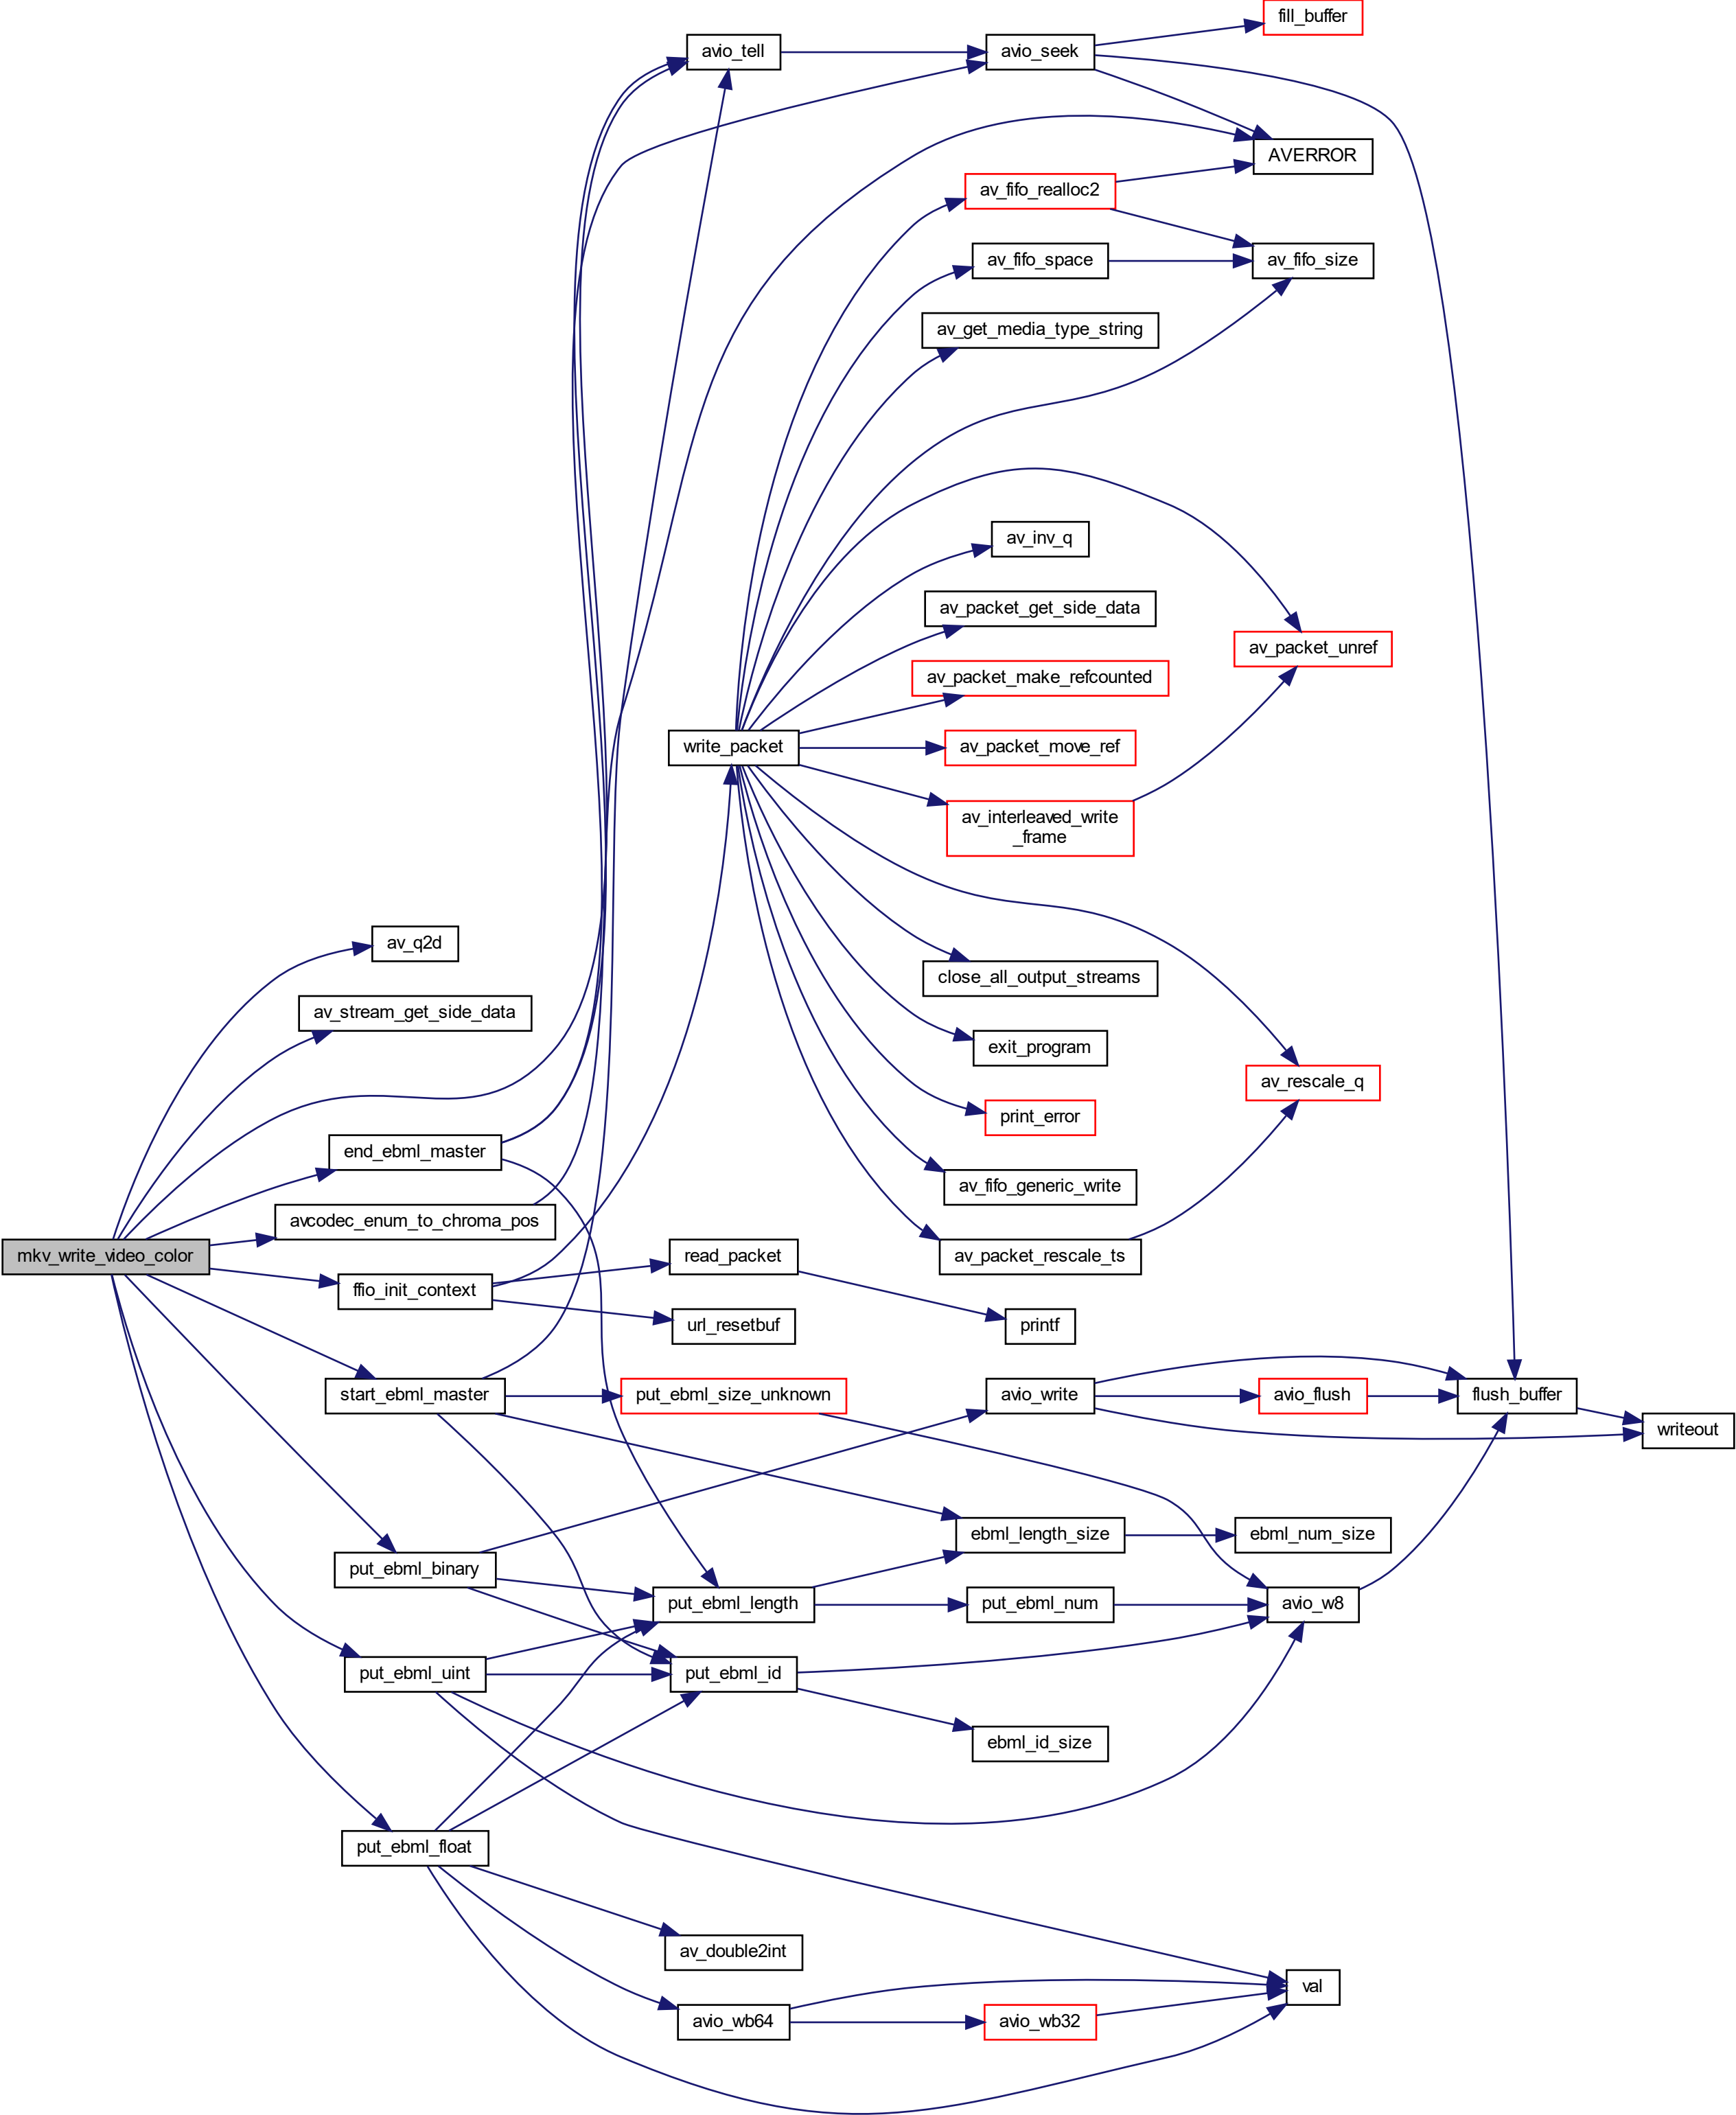 fill_buffer
avio_tell
avio_seek
AVERROR
av_fifo_realloc2
av_fifo_space
av_fifo_size
av_get_media_type_string
av_inv_q
av_packet_get_side_data
av_packet_unref
av_packet_make_refcounted
write_packet
av_packet_move_ref
av_interleaved_write
_frame
av_q2d
close_all_output_streams
av_stream_get_side_data
exit_program
av_rescale_q
print_error
end_ebml_master
av_fifo_generic_write
avcodec_enum_to_chroma_pos
mkv_write_video_color
read_packet
av_packet_rescale_ts
ffio_init_context
url_resetbuf
printf
start_ebml_master
put_ebml_size_unknown
avio_write
avio_flush
flush_buffer
writeout
ebml_length_size
ebml_num_size
put_ebml_binary
put_ebml_length
put_ebml_num
avio_w8
put_ebml_uint
put_ebml_id
ebml_id_size
put_ebml_float
av_double2int
val
avio_wb64
avio_wb32